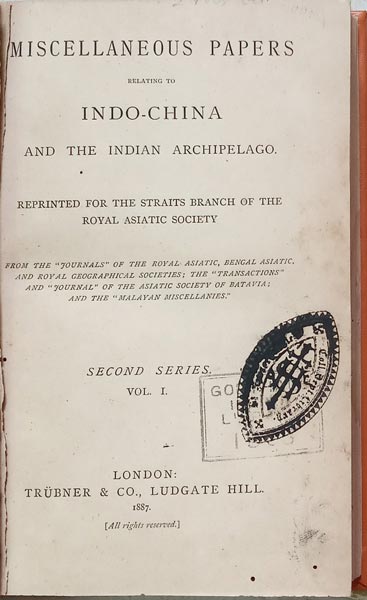 MISCELLANEOUS PAPERS
RELATING TO
INDO-CHINA
AND THE INDIAN ARCHIPELAGO.
REPRINTED FOR THE STRAITS BRANCH OF THE
ROYAL ASIATIC SOCIETY
FROM THE "JOURNALS" OF THE ROYAL ASIATIC, BENGAL ASIATIC,
AND ROYAL GEOGRAPHICAL SOCIETIES; THE "TRANSACTIONS"
AND "JOURNAL" OF THE ASIATIC SOCIETY OF BATAVIA;
AND THE "MALAYAN MISCELLANIES."
SECOND SERIES.
VOL. I.
LONDON:
TRÜBNER & CO., LUDGATE HILL.
1887.
[All rights reserved.]